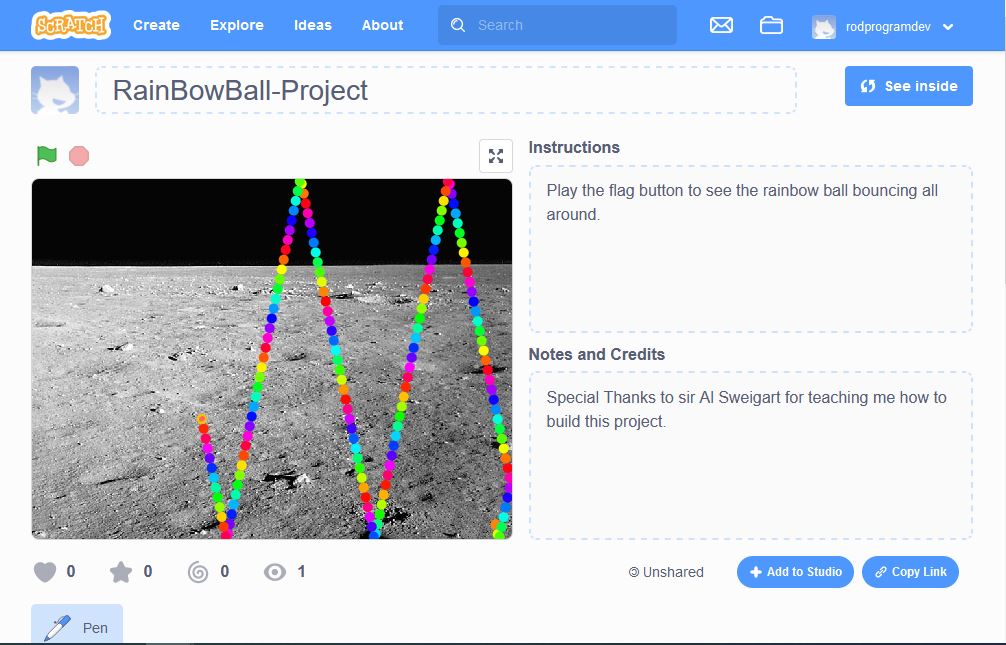 SCRATCH Create Explore Ideas About Search rodprogramdev
RainBowBall-Project
See inside
Instructions
Play the flag button to see the rainbow ball bouncing all
around.
Notes and Credits
Special Thanks to sir Al Sweigart for teaching me how to
build this project.
0 0 0 1 Unshared Add to Studio Copy Link
Pen